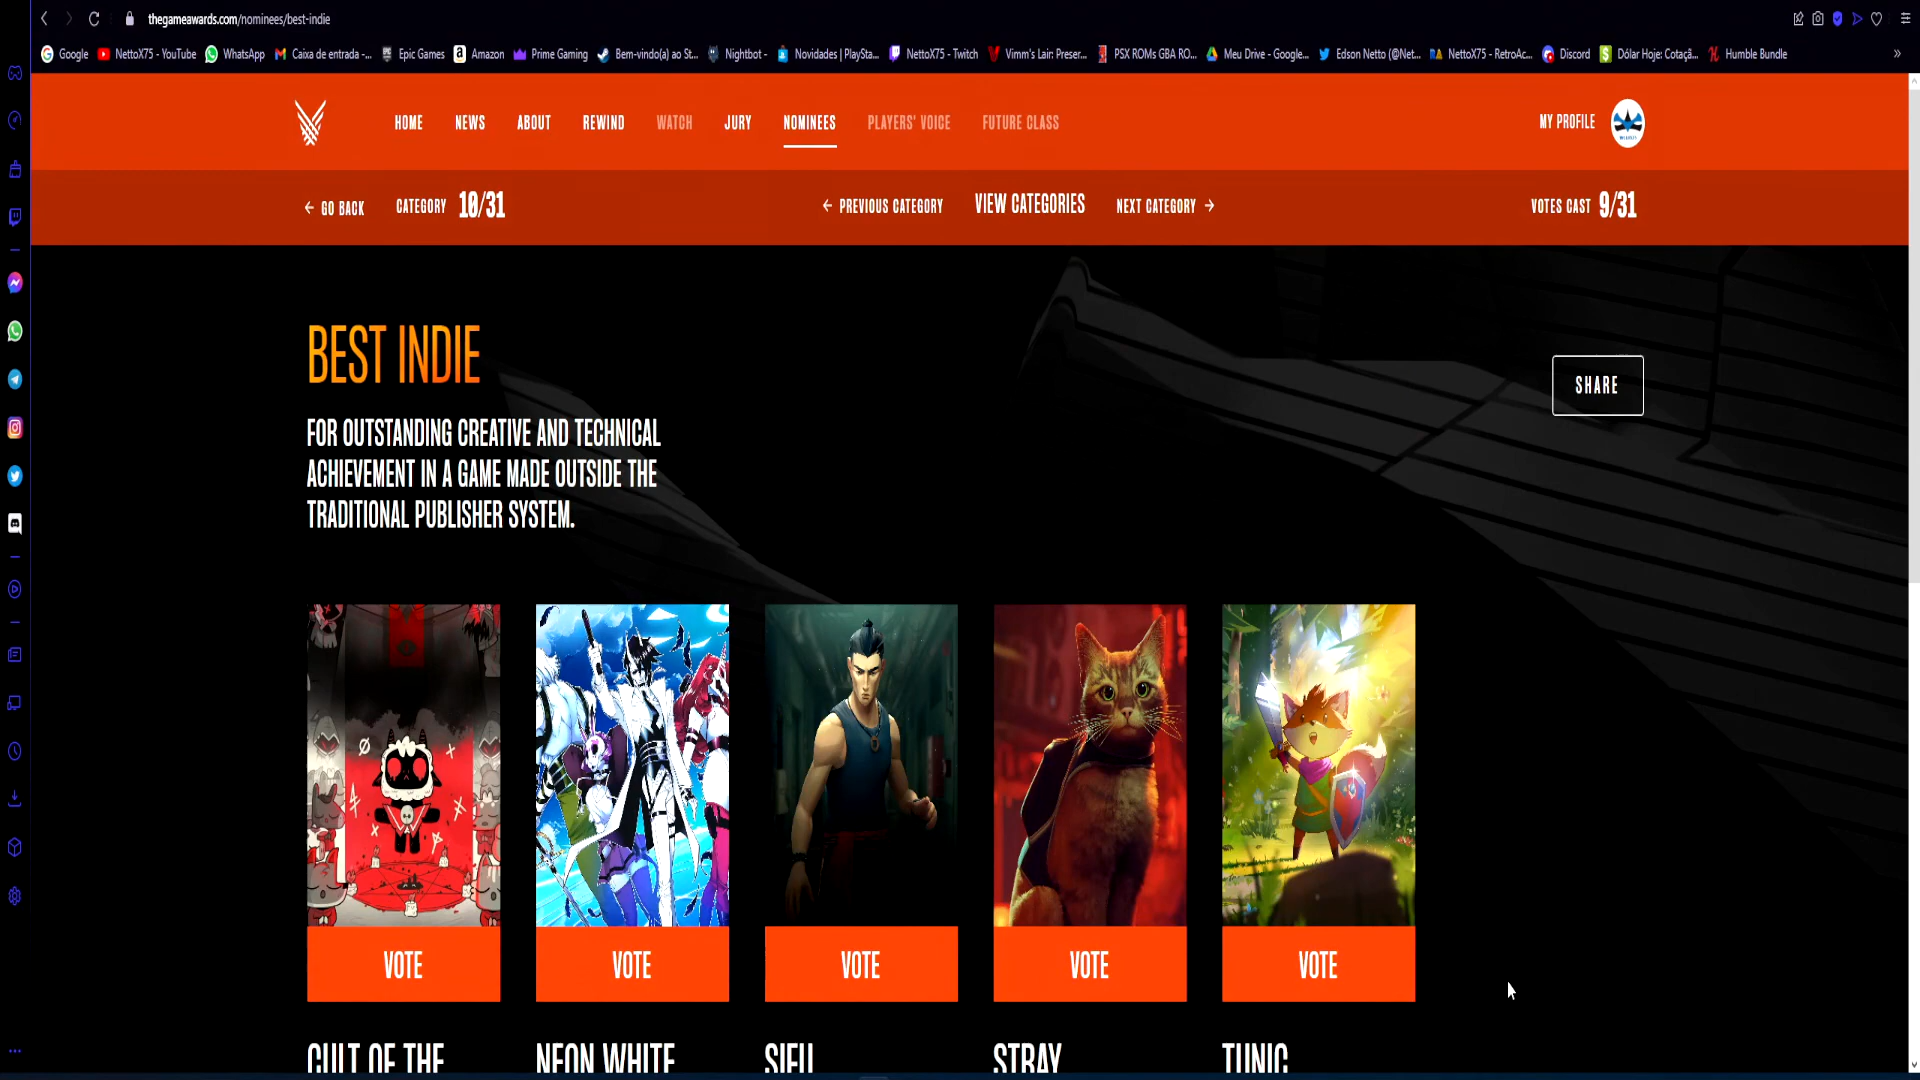 thegameawards.com/nominees/best-indie
Google NettoX75 - YouTube WhatsApp Caixa de entrada -... Epic Games Amazon Prime Gaming Bem-vindo(a) ao St... Nightbot - Novidades | PlaySta... NettoX75 - Twitch Vimm's Lair: Preser... PSX ROMs GBA RO... Meu Drive - Google... Edson Netto (@Net... NettoX75 - RetroAc... Discord Dólar Hoje: Cotaçã... Humble Bundle »
HOME NEWS ABOUT REWIND WATCH JURY NOMINEES PLAYERS' VOICE FUTURE CLASS MY PROFILE
← GO BACK CATEGORY 10/31 ← PREVIOUS CATEGORY VIEW CATEGORIES NEXT CATEGORY → VOTES CAST 9/31
BEST INDIE
SHARE
FOR OUTSTANDING CREATIVE AND TECHNICAL
ACHIEVEMENT IN A GAME MADE OUTSIDE THE
TRADITIONAL PUBLISHER SYSTEM.
VOTE VOTE VOTE VOTE VOTE
CULT OF THE NEON WHITE SIFU STRAY TUNIC